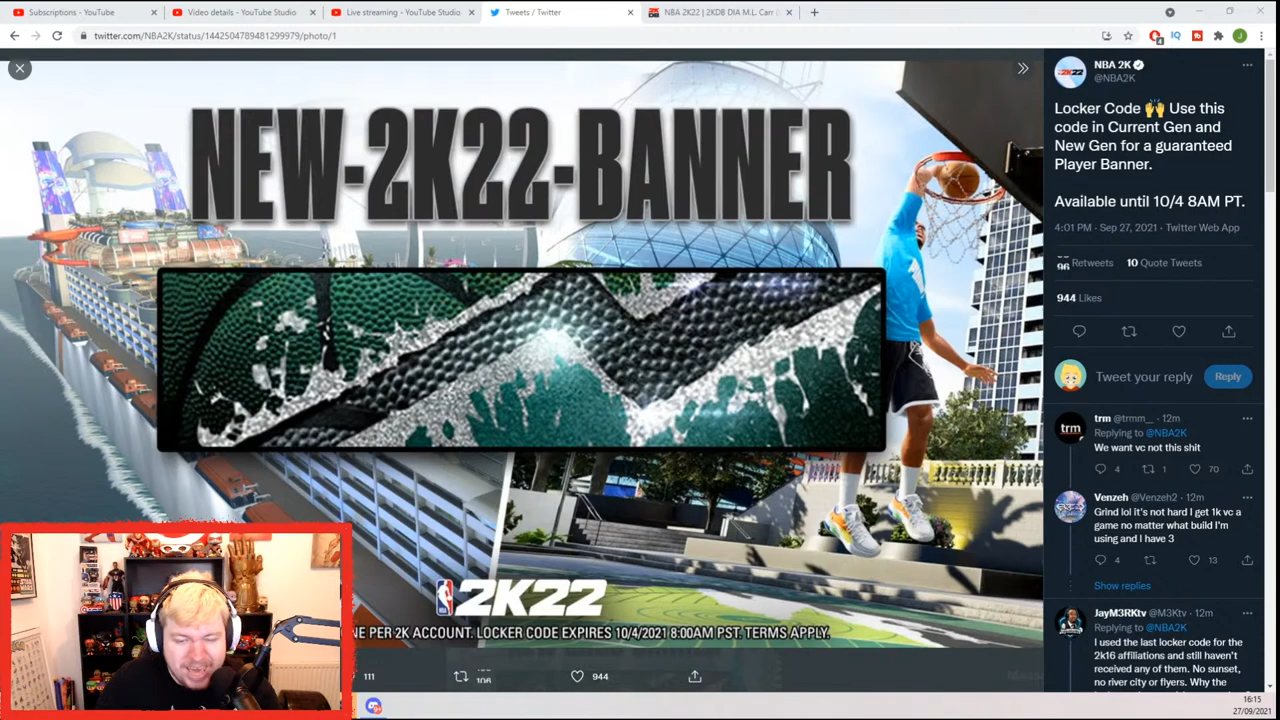 Subscriptions - YouTube
Video details - YouTube Studio
Live streaming - YouTube Studio
Tweets / Twitter
NBA 2K22 | 2KDB DIA M.L. Carr
twitter.com/NBA2K/status/1442504789481299979/photo/1
NEW-2K22-BANNER
2K22
NE PER 2K ACCOUNT. LOCKER CODE EXPIRES 10/4/2021 8:00AM PST. TERMS APPLY.
111
106
944
NBA 2K
@NBA2K
Locker Code 🙌 Use this
code in Current Gen and
New Gen for a guaranteed
Player Banner.
Available until 10/4 8AM PT.
4:01 PM · Sep 27, 2021 · Twitter Web App
96 Retweets 10 Quote Tweets
944 Likes
Tweet your reply
Reply
trm @trmm__ · 12m
Replying to @NBA2K
We want vc not this shit
4 1 70
Venzeh @Venzeh2 · 12m
Grind lol it's not hard I get 1k vc a
game no matter what build I'm
using and I have 3
4 13
Show replies
JayM3RKtv @M3Ktv · 12m
Replying to @NBA2K
I used the last locker code for the
2k16 affiliations and still haven't
received any of them. No sunset,
no river city or flyers. Why the
16:15
27/09/2021